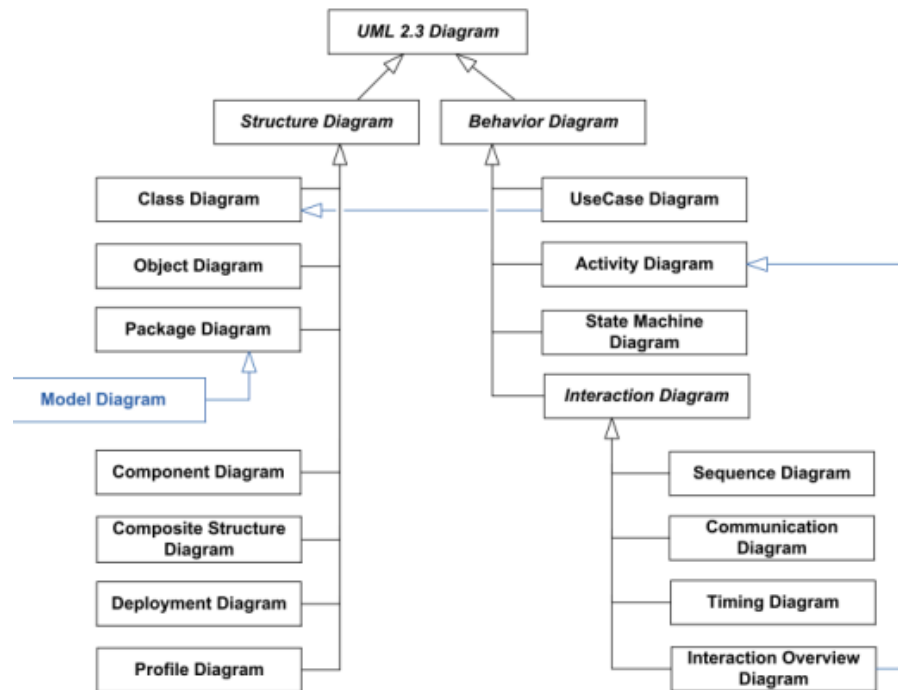 UML 2.3 Diagram
Structure Diagram
Behavior Diagram
Class Diagram
UseCase Diagram
Object Diagram
Activity Diagram
Package Diagram
State Machine
Diagram
Model Diagram
Interaction Diagram
Component Diagram
Sequence Diagram
Composite Structure
Diagram
Communication
Diagram
Deployment Diagram
Timing Diagram
Profile Diagram
Interaction Overview
Diagram